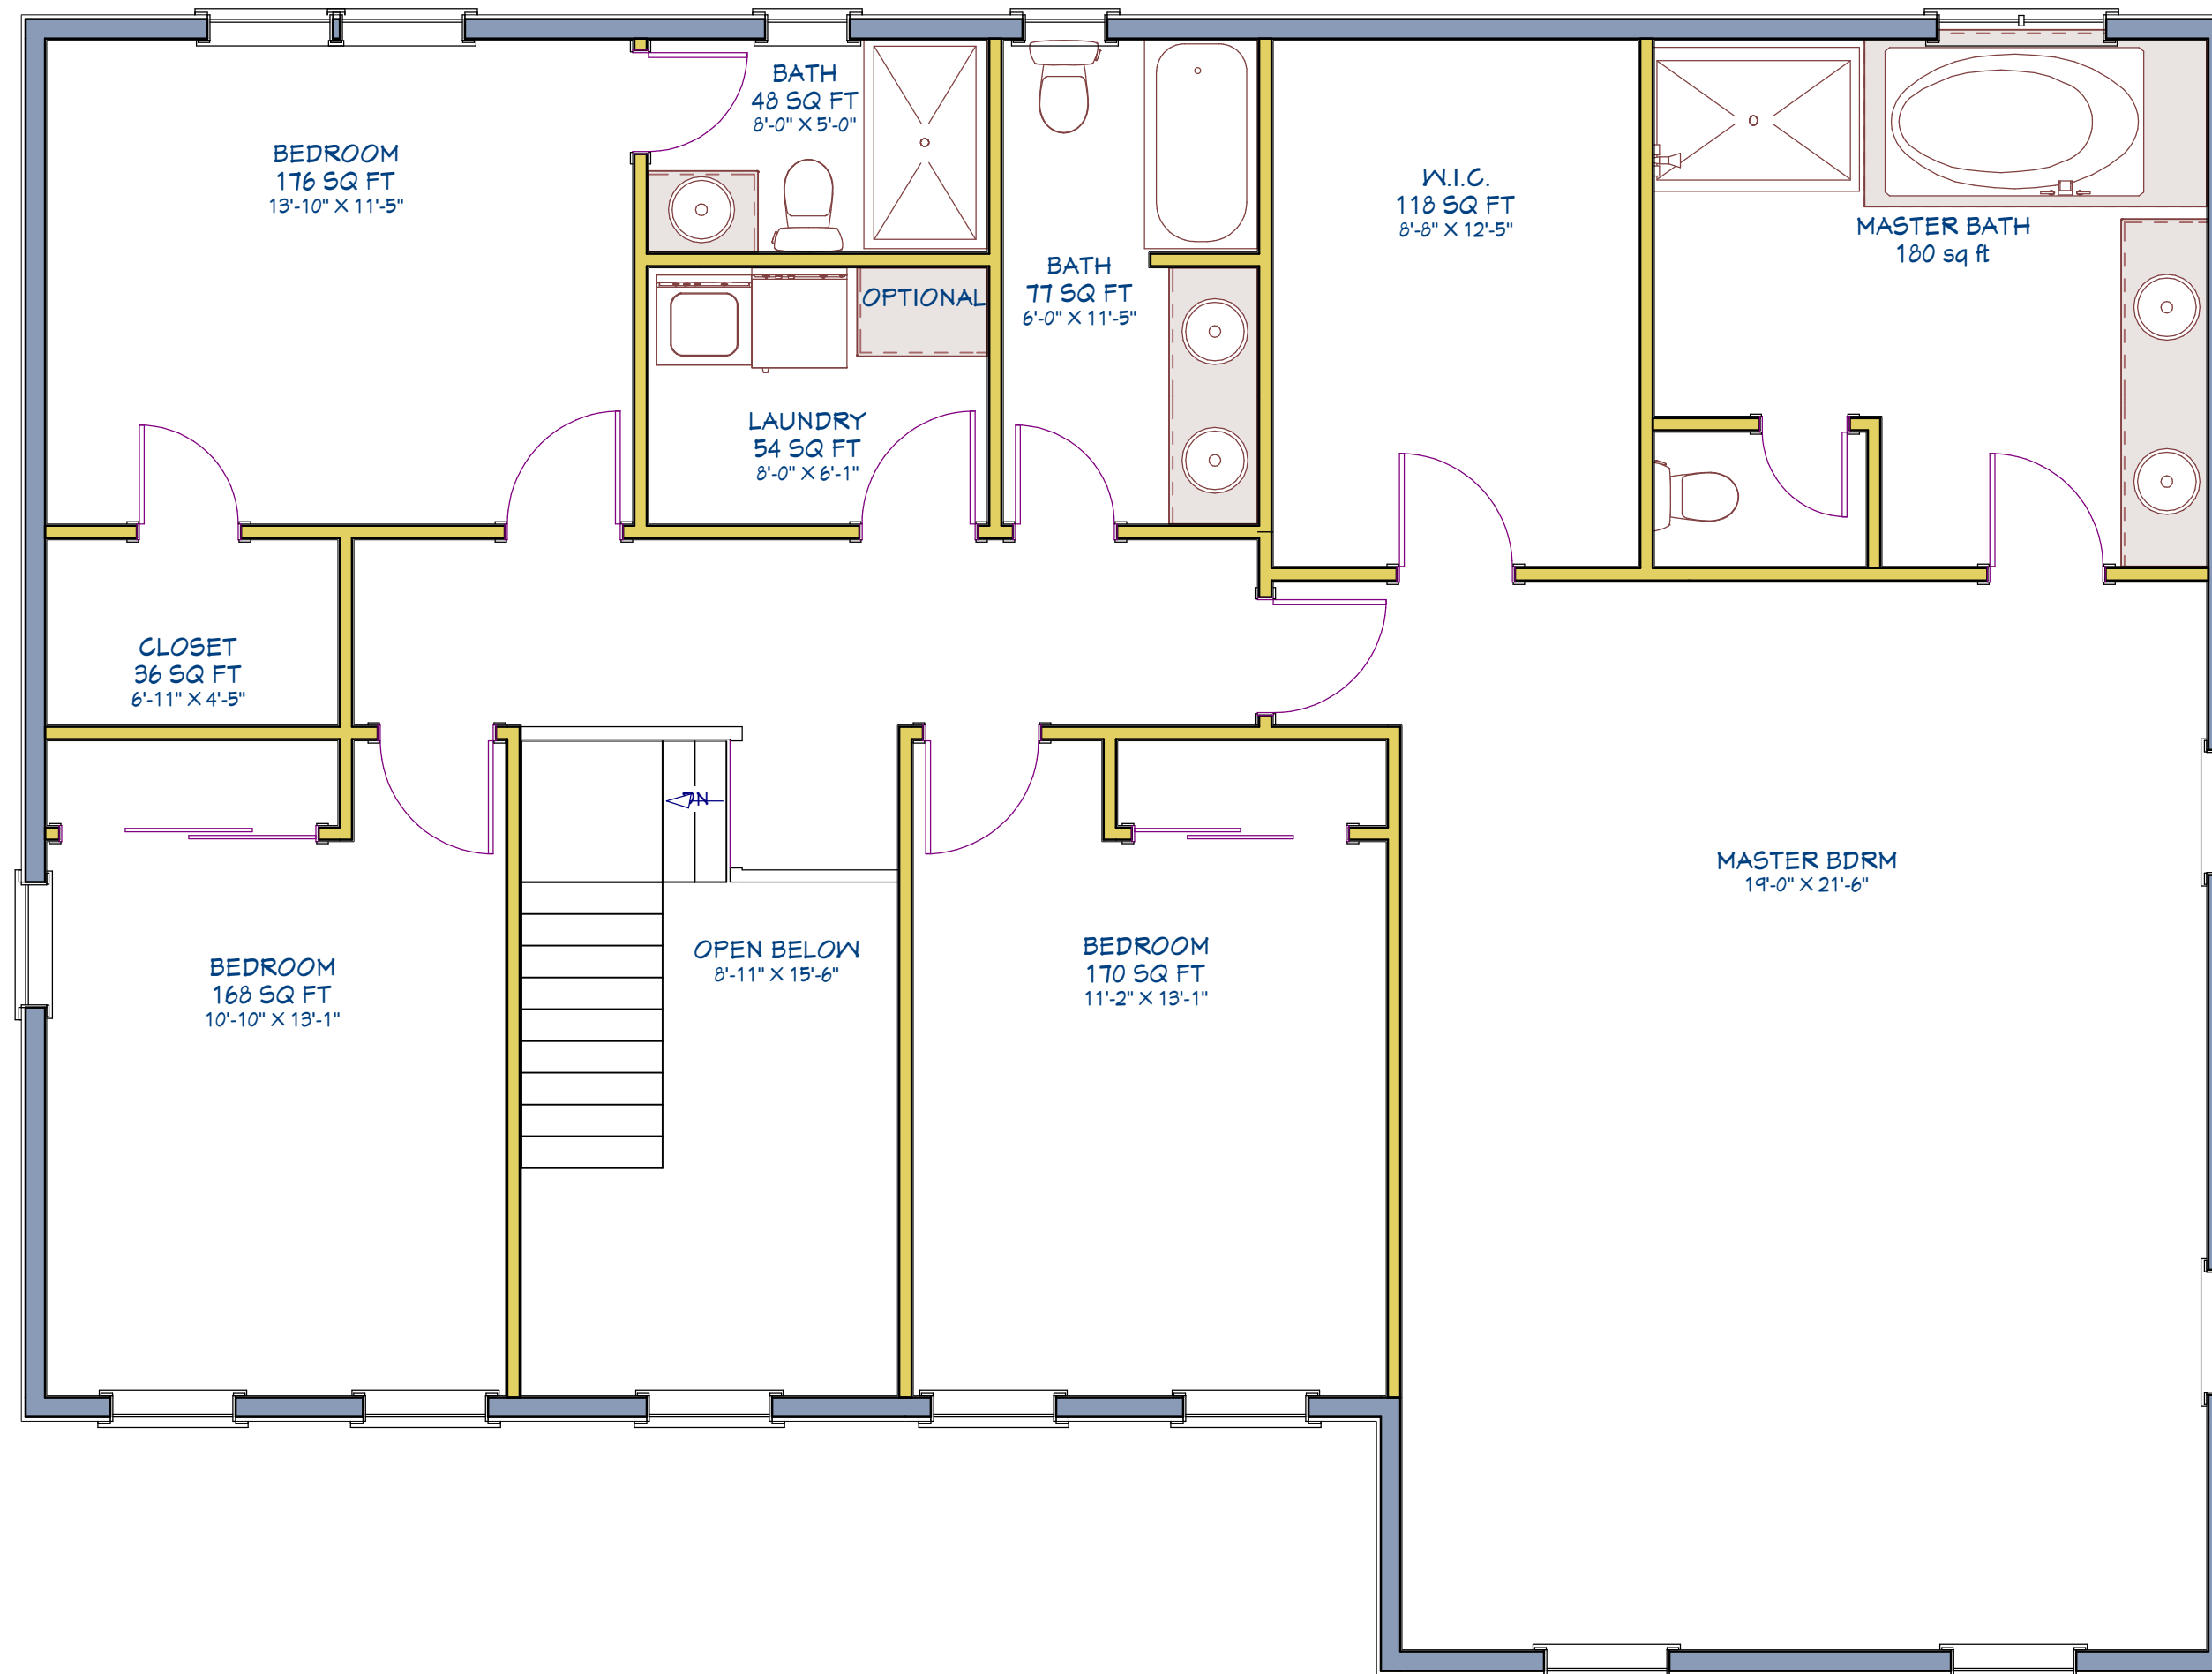 BATH
48 SQ FT
8'-0" X 5'-0"
BEDROOM
176 SQ FT
13'-10" X 11'-5"
W.I.C.
118 SQ FT
8'-8" X 12'-5"
MASTER BATH
180 sq ft
BATH
77 SQ FT
6'-0" X 11'-5"
OPTIONAL
LAUNDRY
54 SQ FT
8'-0" X 6'-1"
CLOSET
36 SQ FT
6'-11" X 4'-5"
DN
MASTER BDRM
19'-0" X 21'-6"
OPEN BELOW
8'-11" X 15'-6"
BEDROOM
170 SQ FT
11'-2" X 13'-1"
BEDROOM
168 SQ FT
10'-10" X 13'-1"